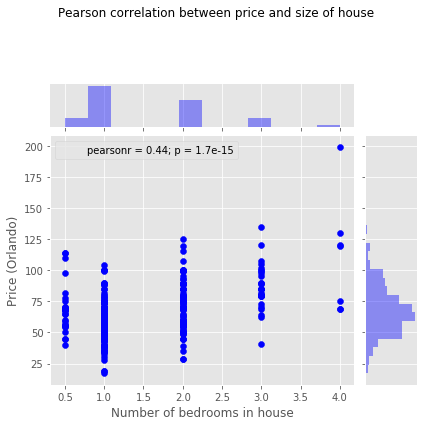 Pearson correlation between price and size of house
pearsonr = 0.44; p = 1.7e-15
200
175
150
125
100
75
50
25
Price (Orlando)
0.5 1.0 1.5 2.0 2.5 3.0 3.5 4.0
Number of bedrooms in house